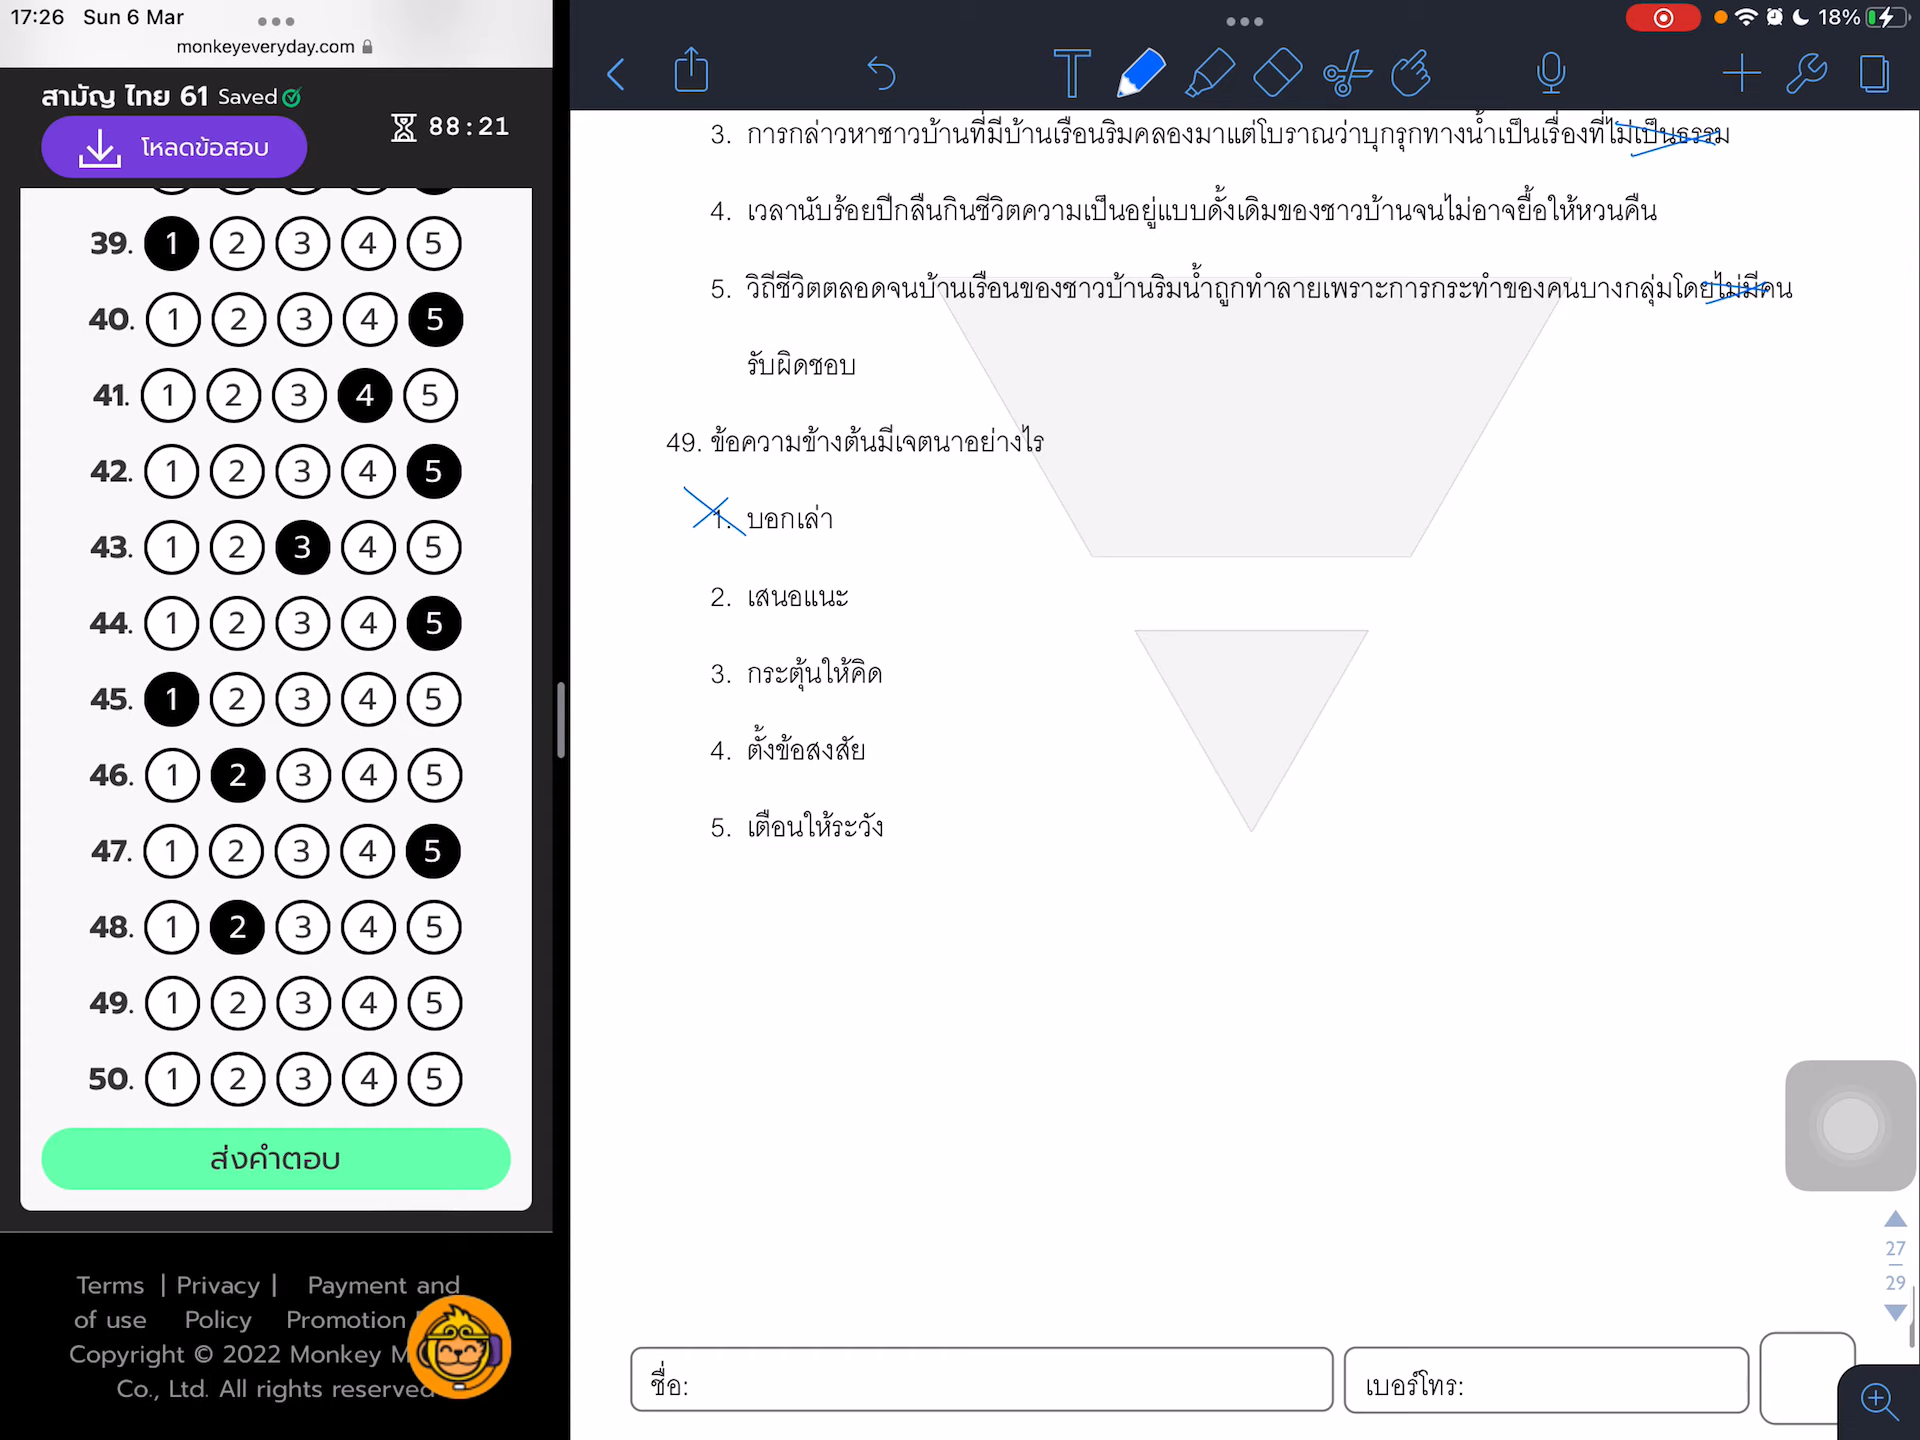 17:26 Sun 6 Mar
monkeyeveryday.com
สามัญ ไทย 61 Saved
โหลดข้อสอบ
88:21
39. 1 2 3 4 5
40. 1 2 3 4 5
41. 1 2 3 4 5
42. 1 2 3 4 5
43. 1 2 3 4 5
44. 1 2 3 4 5
45. 1 2 3 4 5
46. 1 2 3 4 5
47. 1 2 3 4 5
48. 1 2 3 4 5
49. 1 2 3 4 5
50. 1 2 3 4 5
ส่งคำตอบ
Terms | Privacy | Payment and
of use Policy Promotion
Copyright © 2022 Monkey
Co., Ltd. All rights reserved
18%
3. การกล่าวหาชาวบ้านที่มีบ้านเรือนริมคลองมาแต่โบราณว่าบุกรุกทางน้ำเป็นเรื่องที่ไม่เป็นธรรม
4. เวลานับร้อยปีกลืนกินชีวิตความเป็นอยู่แบบดั้งเดิมของชาวบ้านจนไม่อาจยื้อให้หวนคืน
5. วิถีชีวิตตลอดจนบ้านเรือนของชาวบ้านริมน้ำถูกทำลายเพราะการกระทำของคนบางกลุ่มโดยไม่มีคน
รับผิดชอบ
49. ข้อความข้างต้นมีเจตนาอย่างไร
1. บอกเล่า
2. เสนอแนะ
3. กระตุ้นให้คิด
4. ตั้งข้อสงสัย
5. เตือนให้ระวัง
27
29
ชื่อ:
เบอร์โทร: